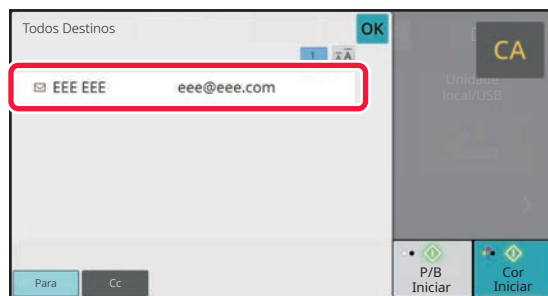 Todos Destinos
OK
CA
1
EEE EEE eee@eee.com
Unidade
local/USB
P/B
Iniciar
Cor
Iniciar
Para
Cc